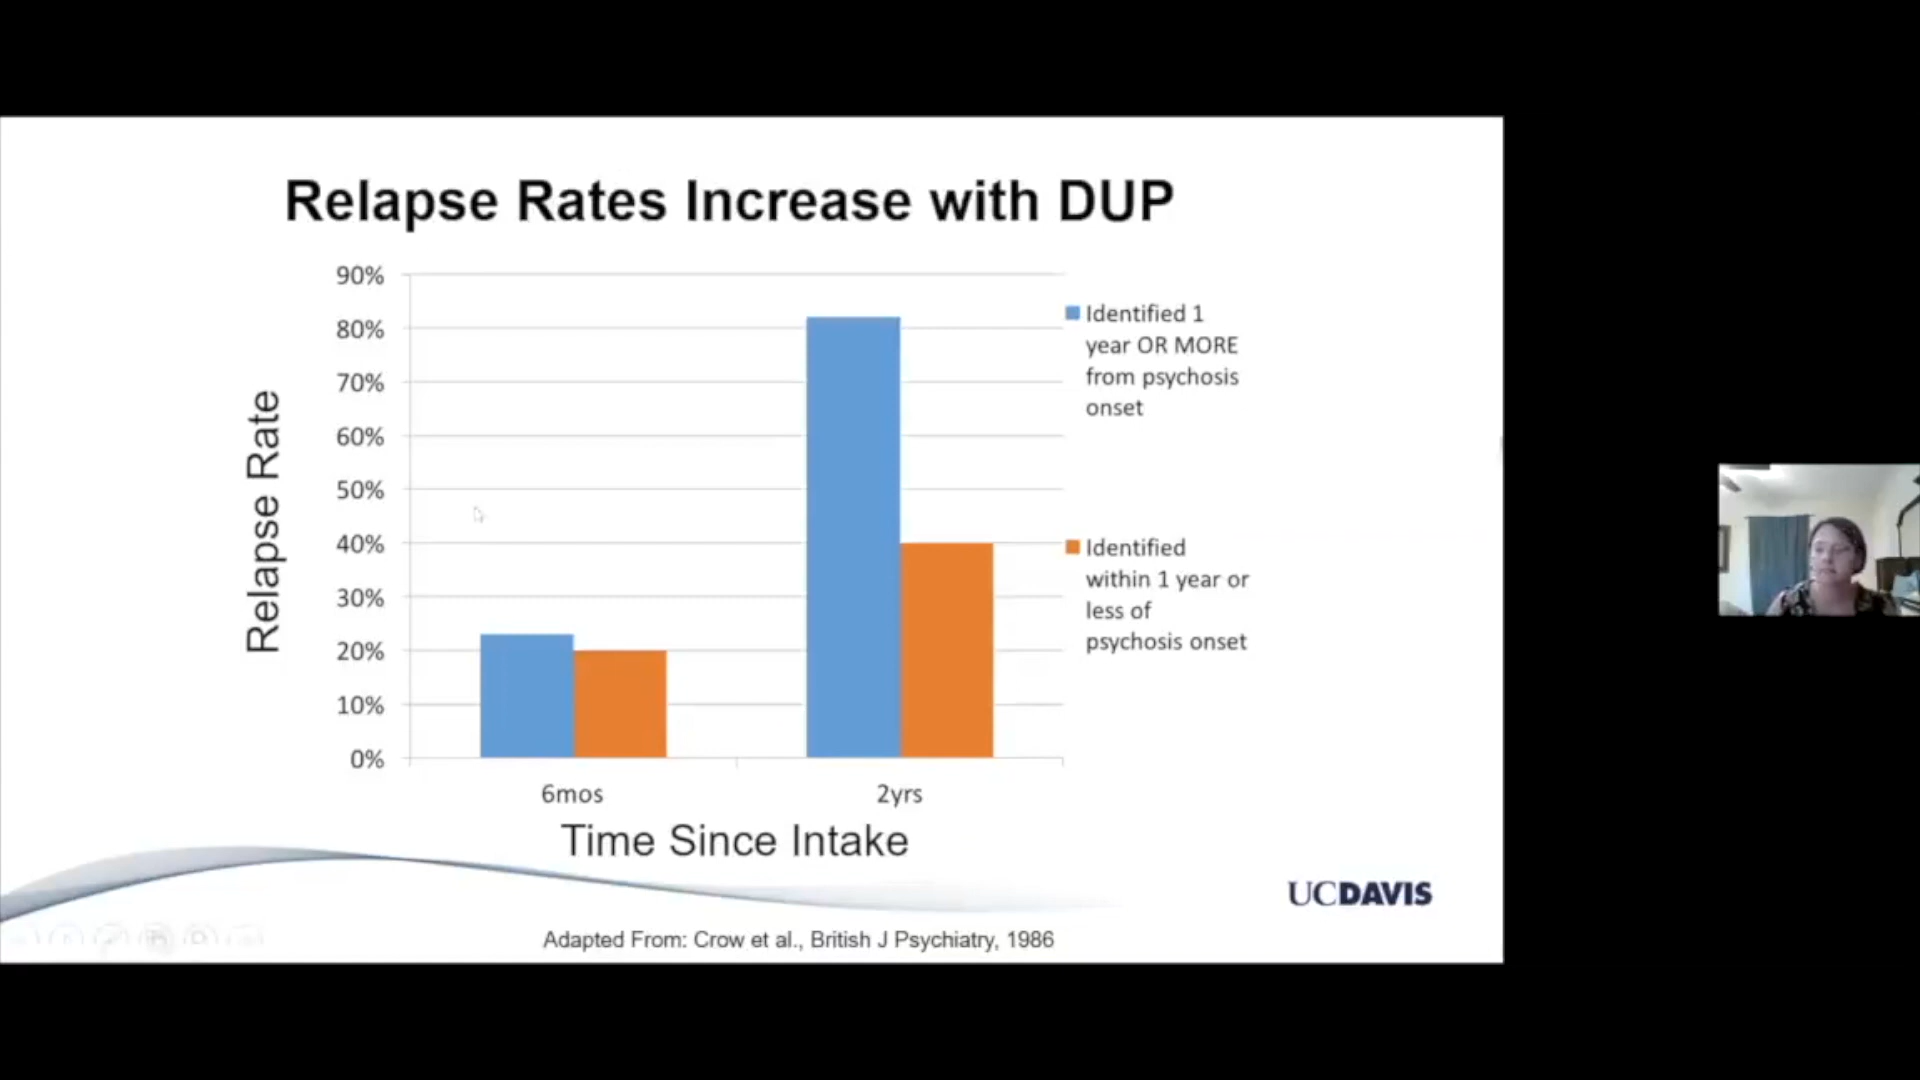 Relapse Rates Increase with DUP
Relapse Rate
90%
80%
70%
60%
50%
40%
30%
20%
10%
0%
6mos
2yrs
Time Since Intake
Identified 1
year OR MORE
from psychosis
onset
Identified
within 1 year or
less of
psychosis onset
UCDAVIS
Adapted From: Crow et al., British J Psychiatry, 1986